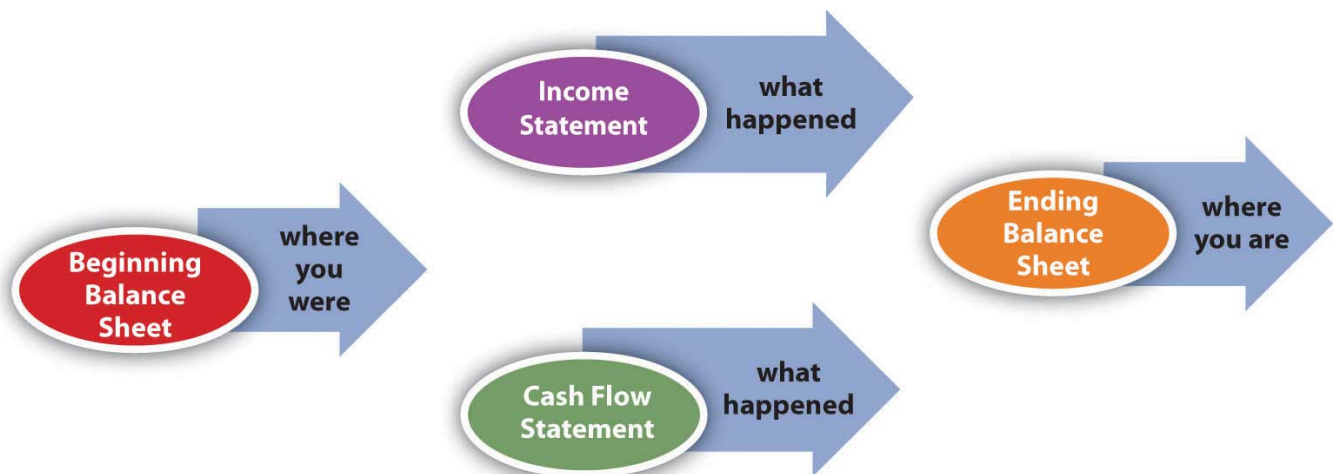 Beginning
Balance
Sheet
where
you
were
Income
Statement
what
happened
Cash Flow
Statement
what
happened
Ending
Balance
Sheet
where
you are